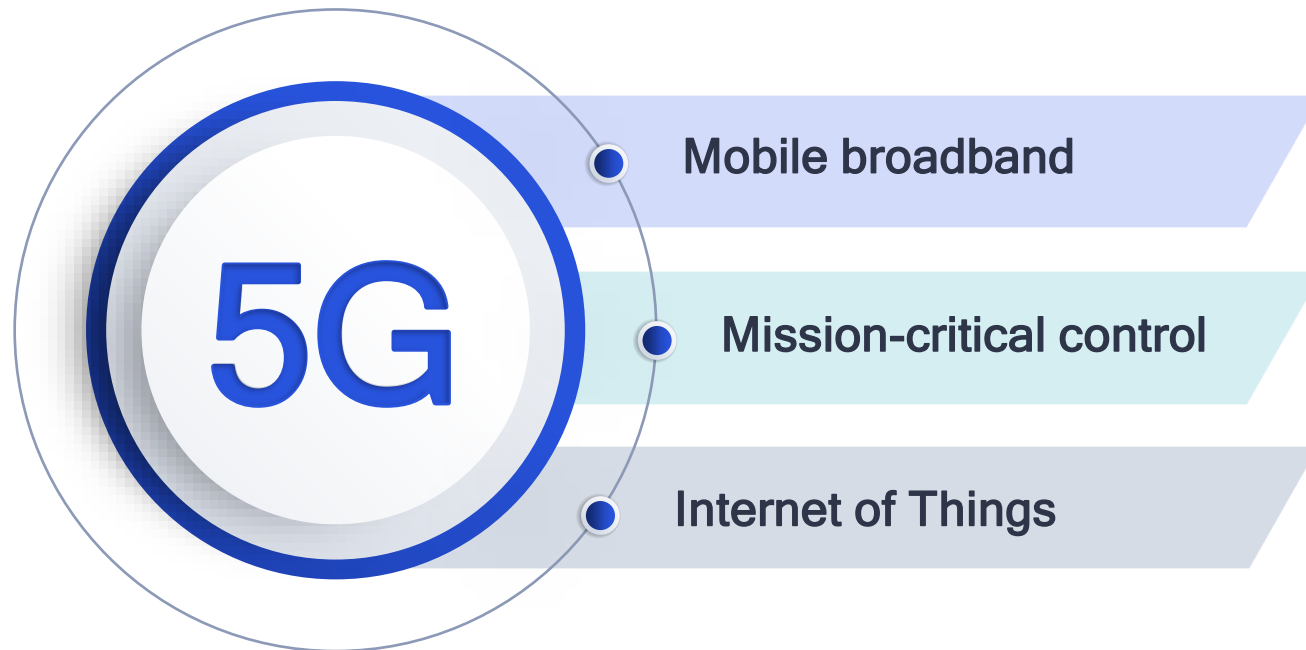 5G
Mobile broadband
Mission-critical control
Internet of Things